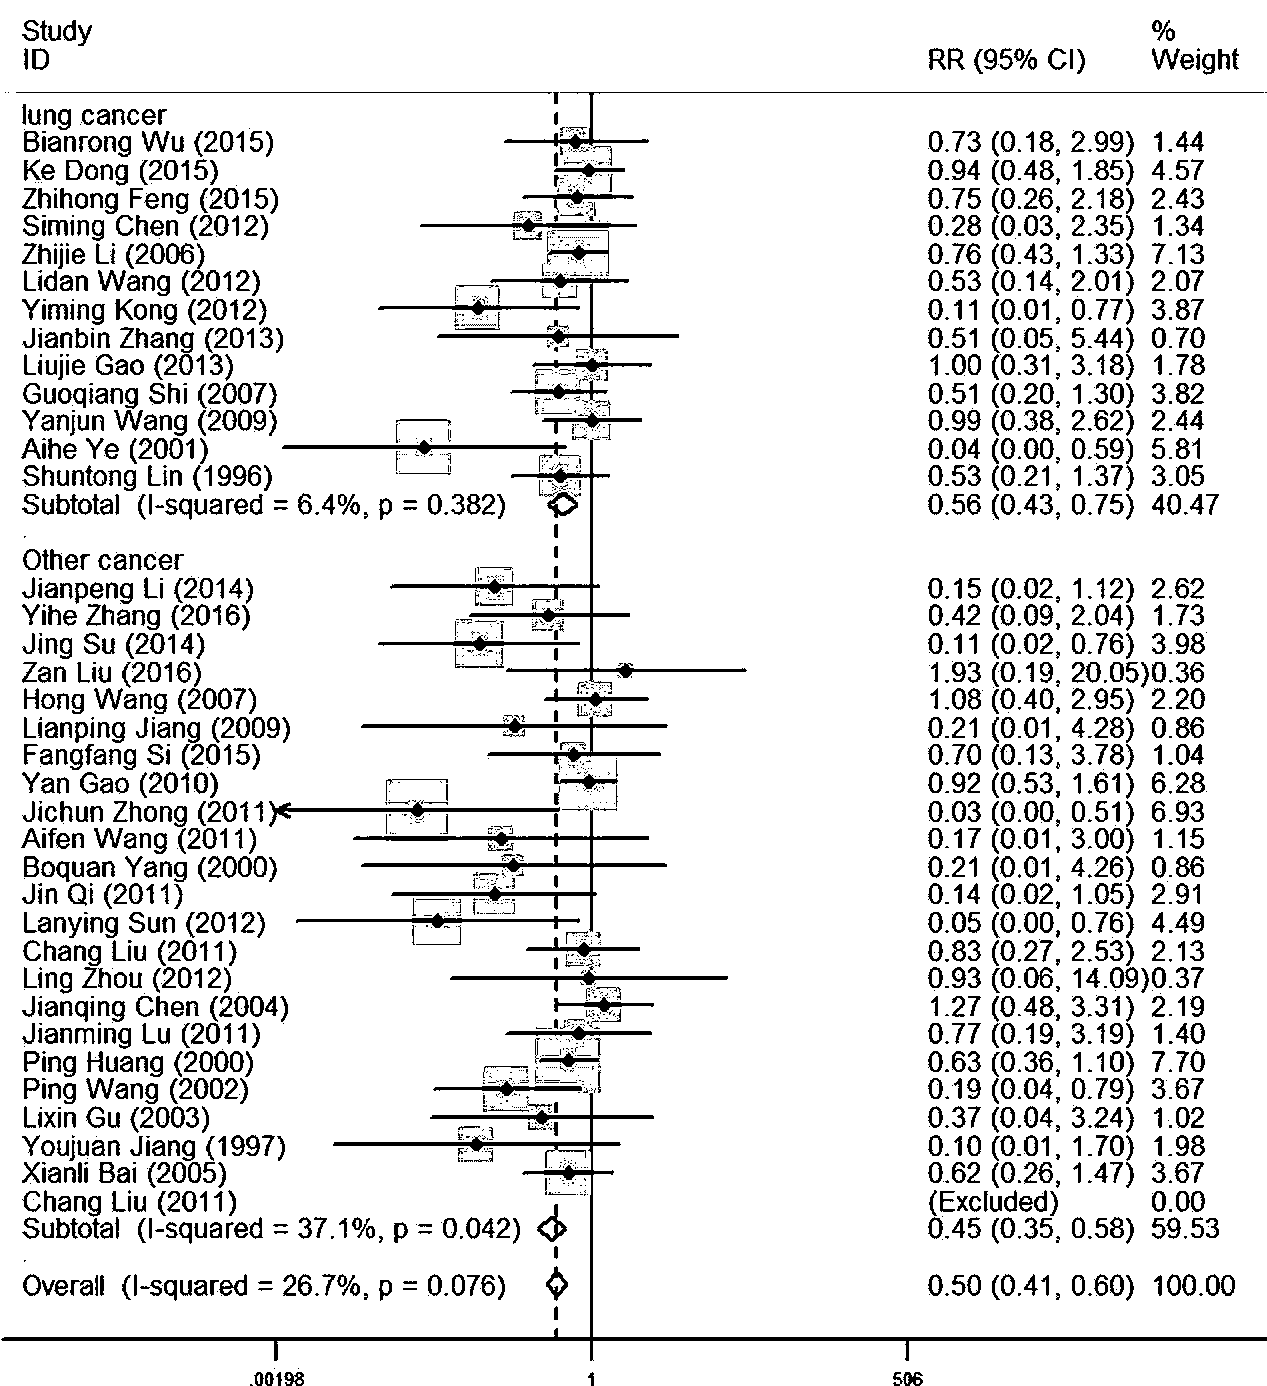 Study % 
ID RR (95% CI) Weight
lung cancer
Bianrong Wu (2015) 0.73 (0.18, 2.99) 1.44
Ke Dong (2015) 0.94 (0.48, 1.85) 4.57
Zhihong Feng (2015) 0.75 (0.26, 2.18) 2.43
Siming Chen (2012) 0.28 (0.03, 2.35) 1.34
Zhijie Li (2006) 0.76 (0.43, 1.33) 7.13
Lidan Wang (2012) 0.53 (0.14, 2.01) 2.07
Yiming Kong (2012) 0.11 (0.01, 0.77) 3.87
Jianbin Zhang (2013) 0.51 (0.05, 5.44) 0.70
Liujie Gao (2013) 1.00 (0.31, 3.18) 1.78
Guoqiang Shi (2007) 0.51 (0.20, 1.30) 3.82
Yanjun Wang (2009) 0.99 (0.38, 2.62) 2.44
Aihe Ye (2001) 0.04 (0.00, 0.59) 5.81
Shuntong Lin (1996) 0.53 (0.21, 1.37) 3.05
Subtotal (I-squared = 6.4%, p = 0.382) 0.56 (0.43, 0.75) 40.47
.
Other cancer
Jianpeng Li (2014) 0.15 (0.02, 1.12) 2.62
Yihe Zhang (2016) 0.42 (0.09, 2.04) 1.73
Jing Su (2014) 0.11 (0.02, 0.76) 3.98
Zan Liu (2016) 1.93 (0.19, 20.05)0.36
Hong Wang (2007) 1.08 (0.40, 2.95) 2.20
Lianping Jiang (2009) 0.21 (0.01, 4.28) 0.86
Fangfang Si (2015) 0.70 (0.13, 3.78) 1.04
Yan Gao (2010) 0.92 (0.53, 1.61) 6.28
Jichun Zhong (2011) 0.03 (0.00, 0.51) 6.93
Aifen Wang (2011) 0.17 (0.01, 3.00) 1.15
Boquan Yang (2000) 0.21 (0.01, 4.26) 0.86
Jin Qi (2011) 0.14 (0.02, 1.05) 2.91
Lanying Sun (2012) 0.05 (0.00, 0.76) 4.49
Chang Liu (2011) 0.83 (0.27, 2.53) 2.13
Ling Zhou (2012) 0.93 (0.06, 14.09)0.37
Jianqing Chen (2004) 1.27 (0.48, 3.31) 2.19
Jianming Lu (2011) 0.77 (0.19, 3.19) 1.40
Ping Huang (2000) 0.63 (0.36, 1.10) 7.70
Ping Wang (2002) 0.19 (0.04, 0.79) 3.67
Lixin Gu (2003) 0.37 (0.04, 3.24) 1.02
Youjuan Jiang (1997) 0.10 (0.01, 1.70) 1.98
Xianli Bai (2005) 0.62 (0.26, 1.47) 3.67
Chang Liu (2011) (Excluded) 0.00
Subtotal (I-squared = 37.1%, p = 0.042) 0.45 (0.35, 0.58) 59.53
.
Overall (I-squared = 26.7%, p = 0.076) 0.50 (0.41, 0.60) 100.00
.00198 1 506